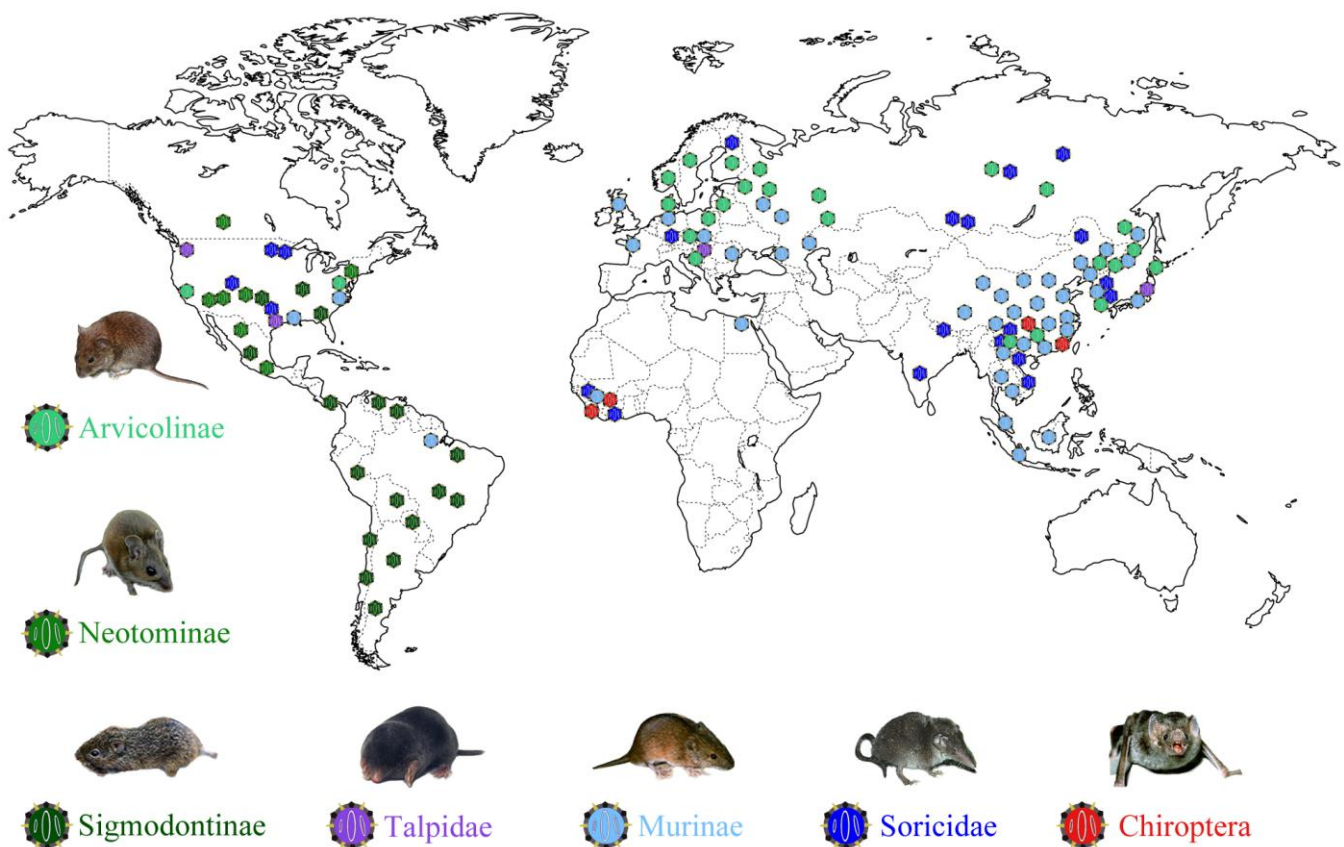 Arvicolinae
Neotominae
Sigmodontinae
Talpidae
Murinae
Soricidae
Chiroptera